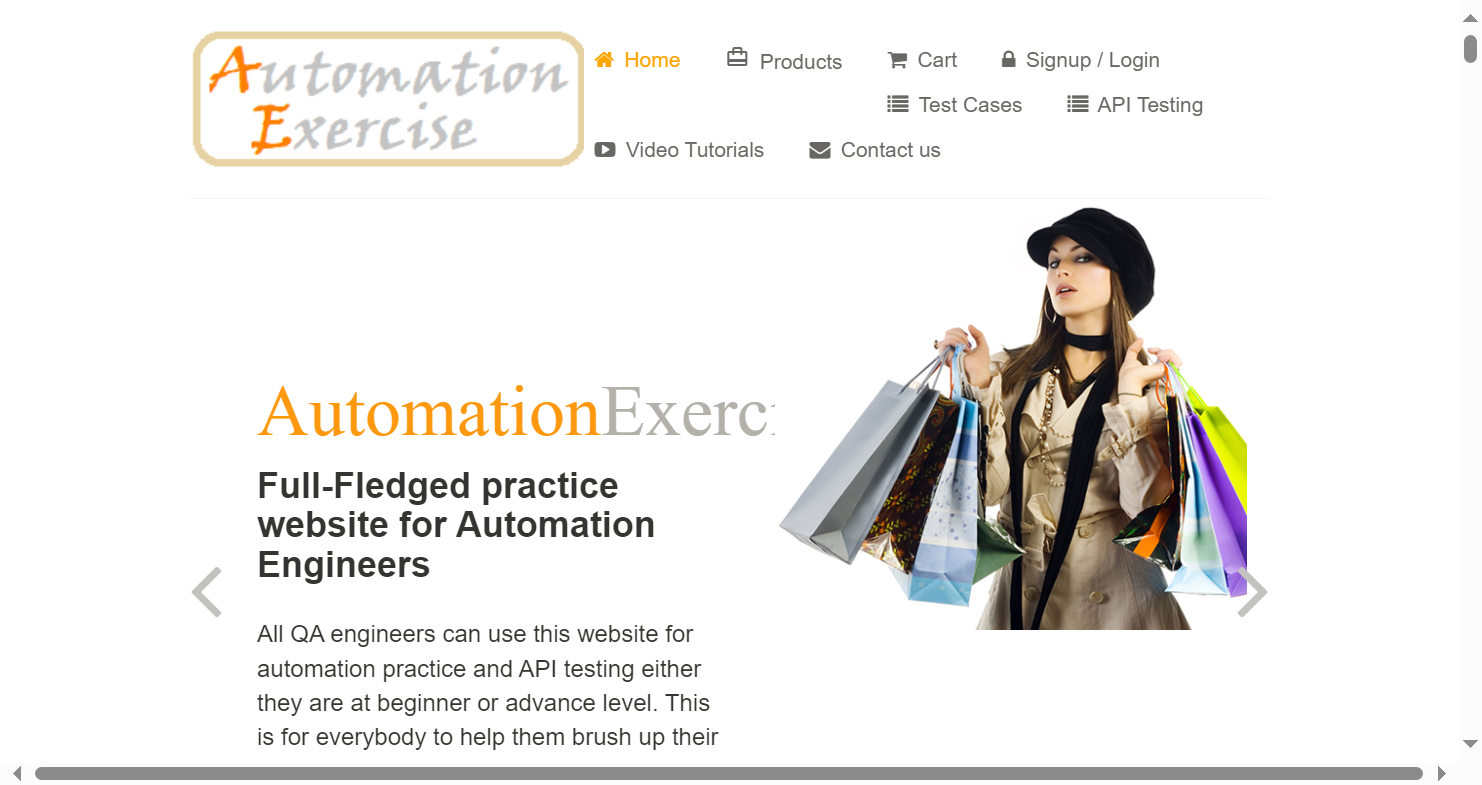 Automation
Exercise
Home
Products
Cart
Signup / Login
Test Cases
API Testing
Video Tutorials
Contact us
AutomationExerc
Full-Fledged practice
website for Automation
Engineers
All QA engineers can use this website for
automation practice and API testing either
they are at beginner or advance level. This
is for everybody to help them brush up their